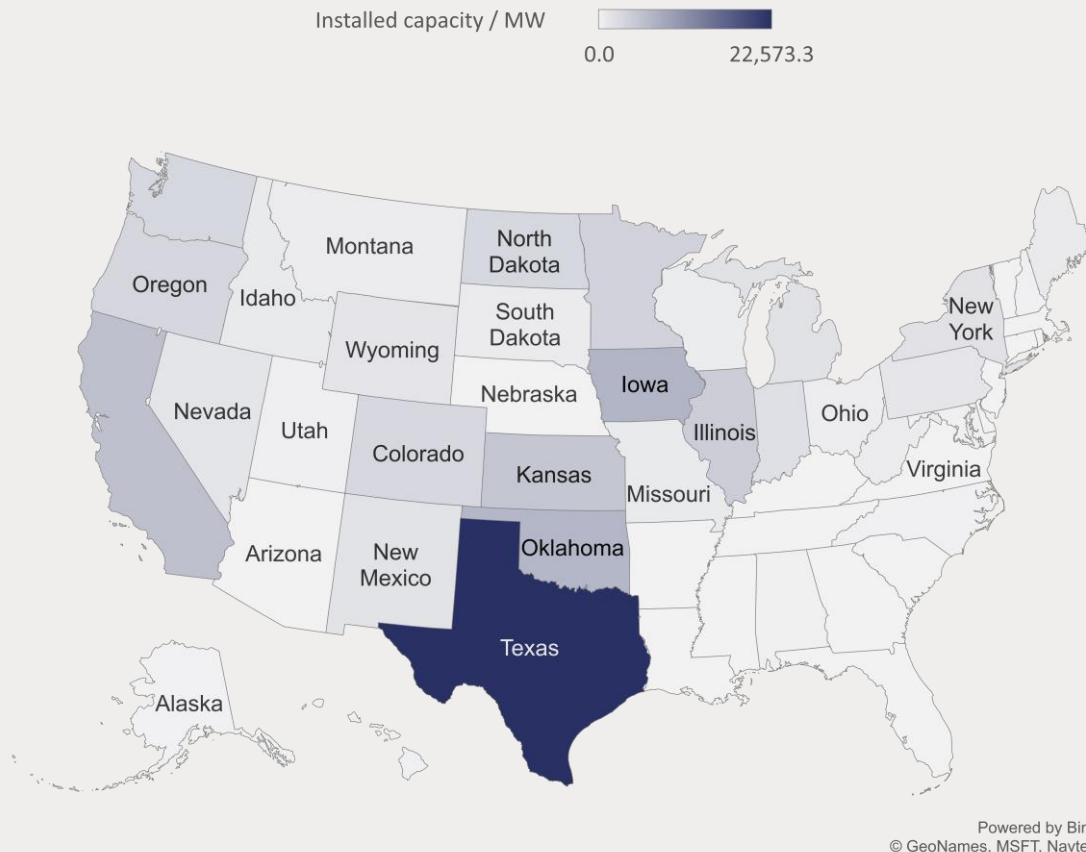 Installed capacity / MW
0.0 22,573.3
Montana
North
Dakota
Oregon
Idaho
South
Dakota
Wyoming
New
York
Iowa
Nebraska
Nevada
Utah
Ohio
Illinois
Colorado
Kansas
Virginia
Missouri
Arizona
New
Mexico
Oklahoma
Texas
Alaska
Powered by Bin
© GeoNames, MSFT, Navte